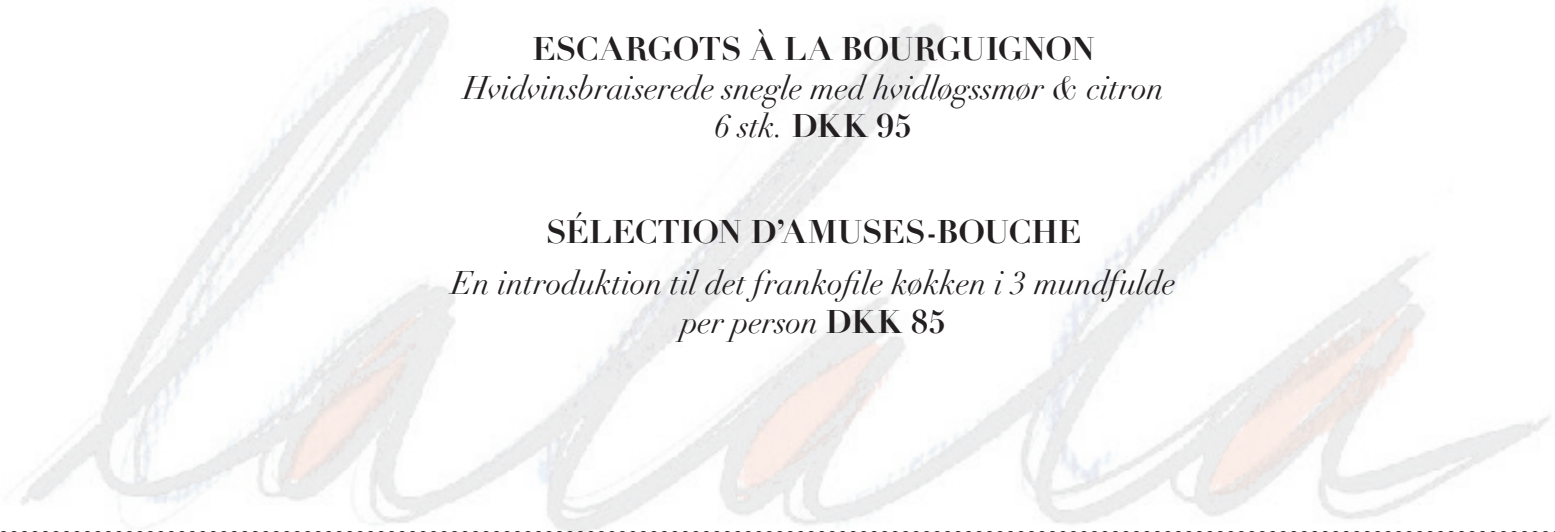 ESCARGOTS À LA BOURGUIGNON
Hvidvinsbraiserede snegle med hvidløgssmør & citron
6 stk. DKK 95
SÉLECTION D’AMUSES-BOUCHE
En introduktion til det frankofile køkken i 3 mundfulde
per person DKK 85
lalala